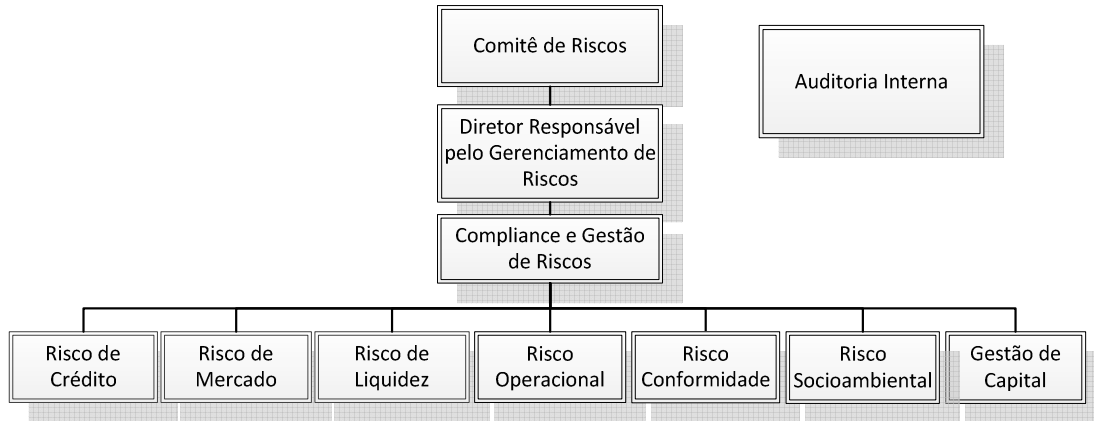 Comitê de Riscos
Auditoria Interna
Diretor Responsável
pelo Gerenciamento de
Riscos
Compliance e Gestão
de Riscos
Risco de
Crédito
Risco de
Mercado
Risco de
Liquidez
Risco
Operacional
Risco
Conformidade
Risco
Socioambiental
Gestão de
Capital